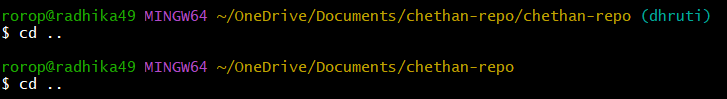 rorop@radhika49 MINGW64 ~/OneDrive/Documents/chethan-repo/chethan-repo (dhruti)
$ cd ..
rorop@radhika49 MINGW64 ~/OneDrive/Documents/chethan-repo
$ cd ..